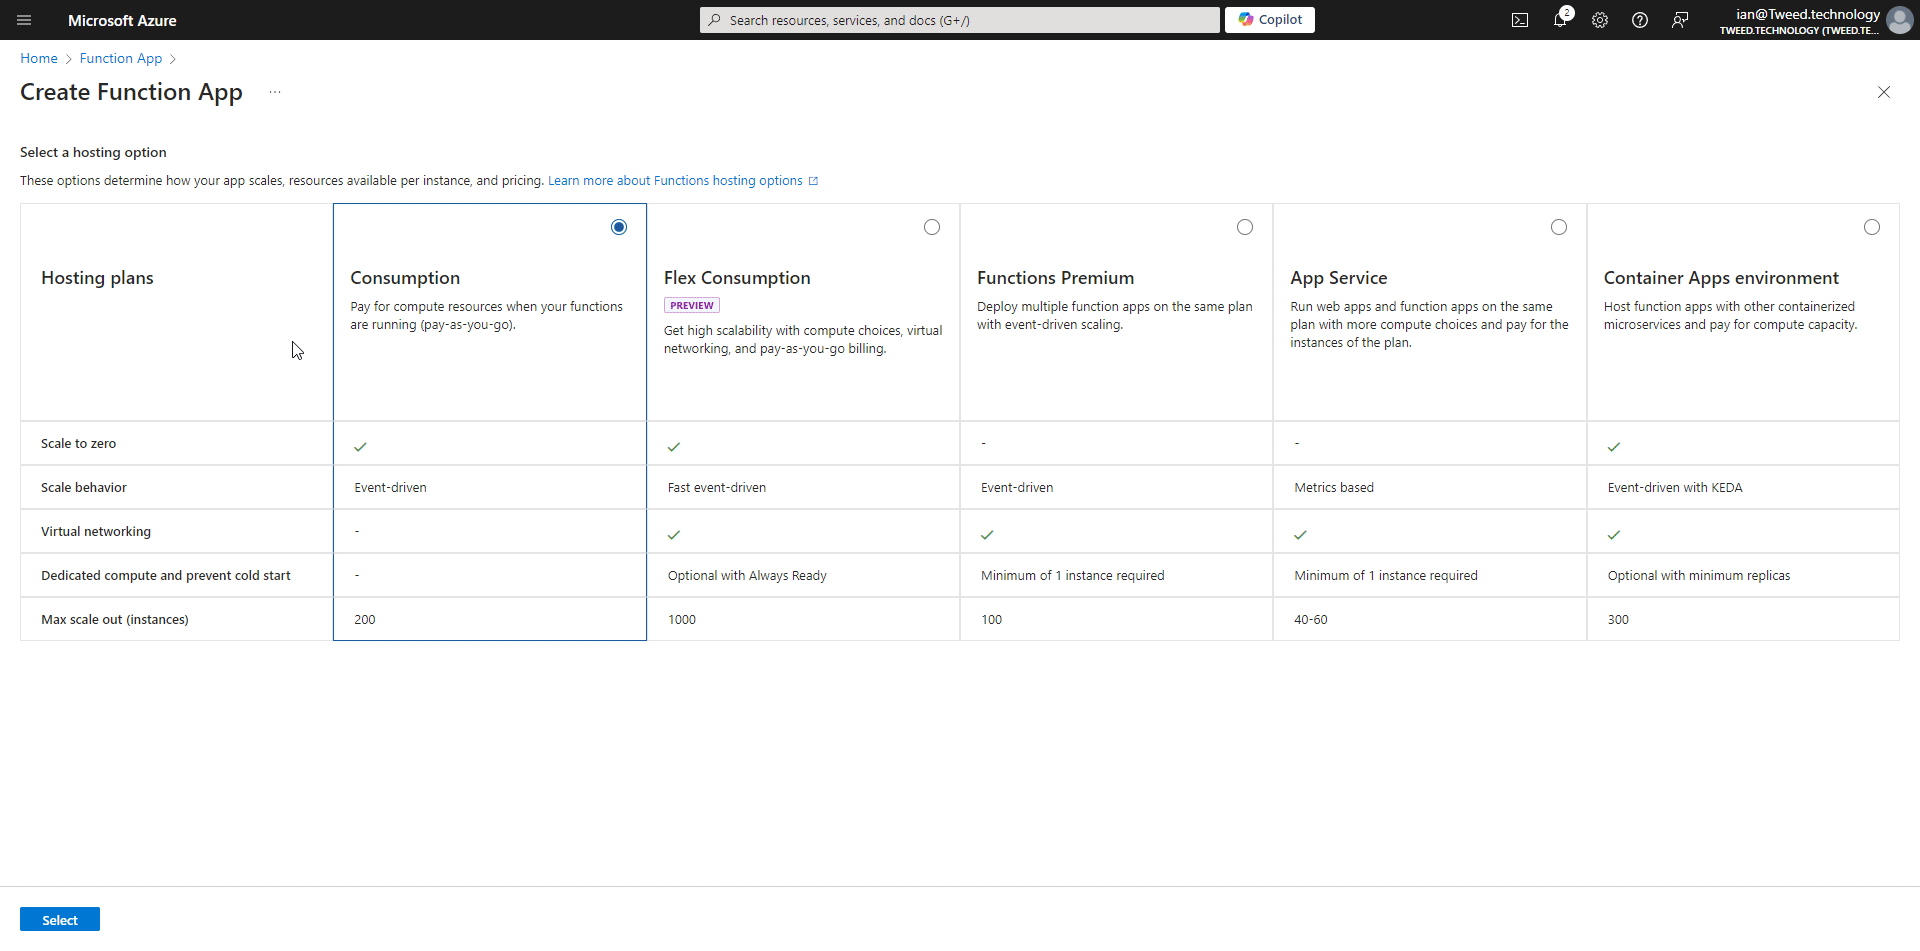 Microsoft Azure
Search resources, services, and docs (G+/)
Copilot
2
ian@Tweed.technology
TWEED.TECHNOLOGY (TWEED.TE...
Home > Function App >
Create Function App ...
Select a hosting option
These options determine how your app scales, resources available per instance, and pricing. Learn more about Functions hosting options
Hosting plans
Consumption
Pay for compute resources when your functions
are running (pay-as-you-go).
Flex Consumption
PREVIEW
Get high scalability with compute choices, virtual
networking, and pay-as-you-go billing.
Functions Premium
Deploy multiple function apps on the same plan
with event-driven scaling.
App Service
Run web apps and function apps on the same
plan with more compute choices and pay for the
instances of the plan.
Container Apps environment
Host function apps with other containerized
microservices and pay for compute capacity.
Scale to zero ✓ ✓ - - ✓
Scale behavior Event-driven Fast event-driven Event-driven Metrics based Event-driven with KEDA
Virtual networking - ✓ ✓ ✓ ✓
Dedicated compute and prevent cold start - Optional with Always Ready Minimum of 1 instance required Minimum of 1 instance required Optional with minimum replicas
Max scale out (instances) 200 1000 100 40-60 300
Select